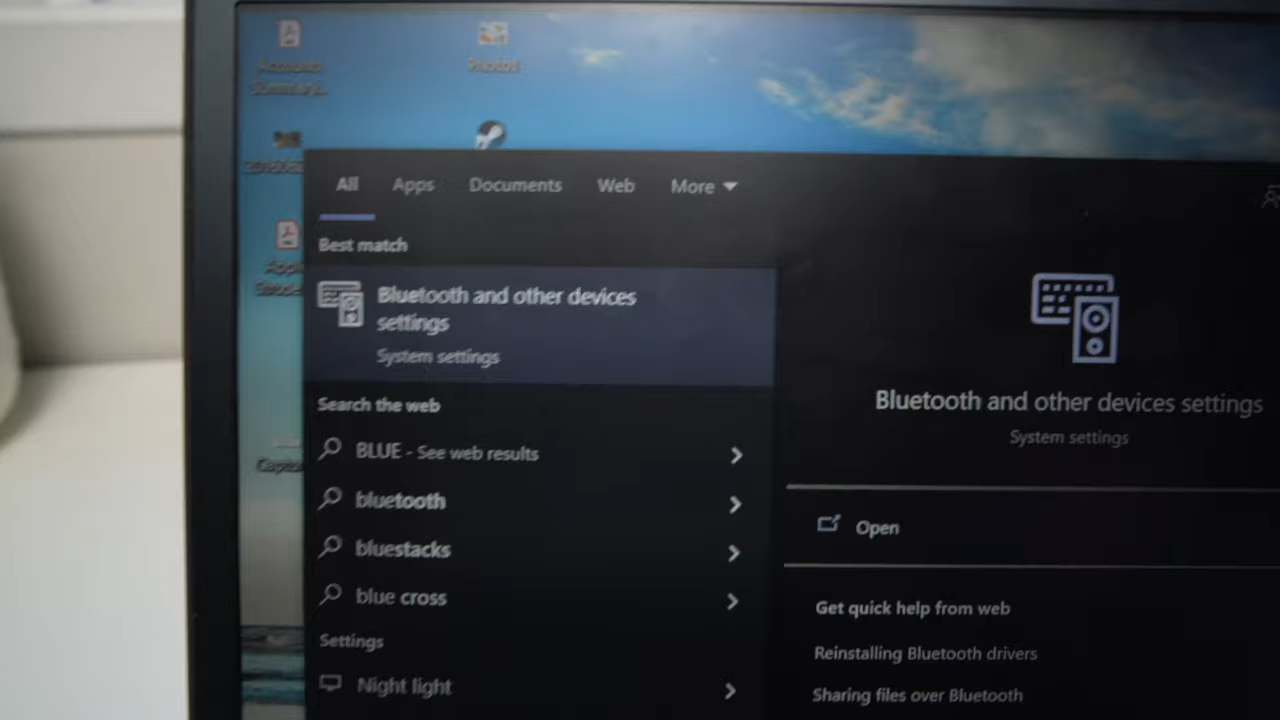 Photos
All
Apps
Documents
Web
More
Best match
Bluetooth and other devices
settings
System settings
Search the web
BLUE - See web results
bluetooth
bluestacks
blue cross
Settings
Night light
Bluetooth and other devices settings
System settings
Open
Get quick help from web
Reinstalling Bluetooth drivers
Sharing files over Bluetooth